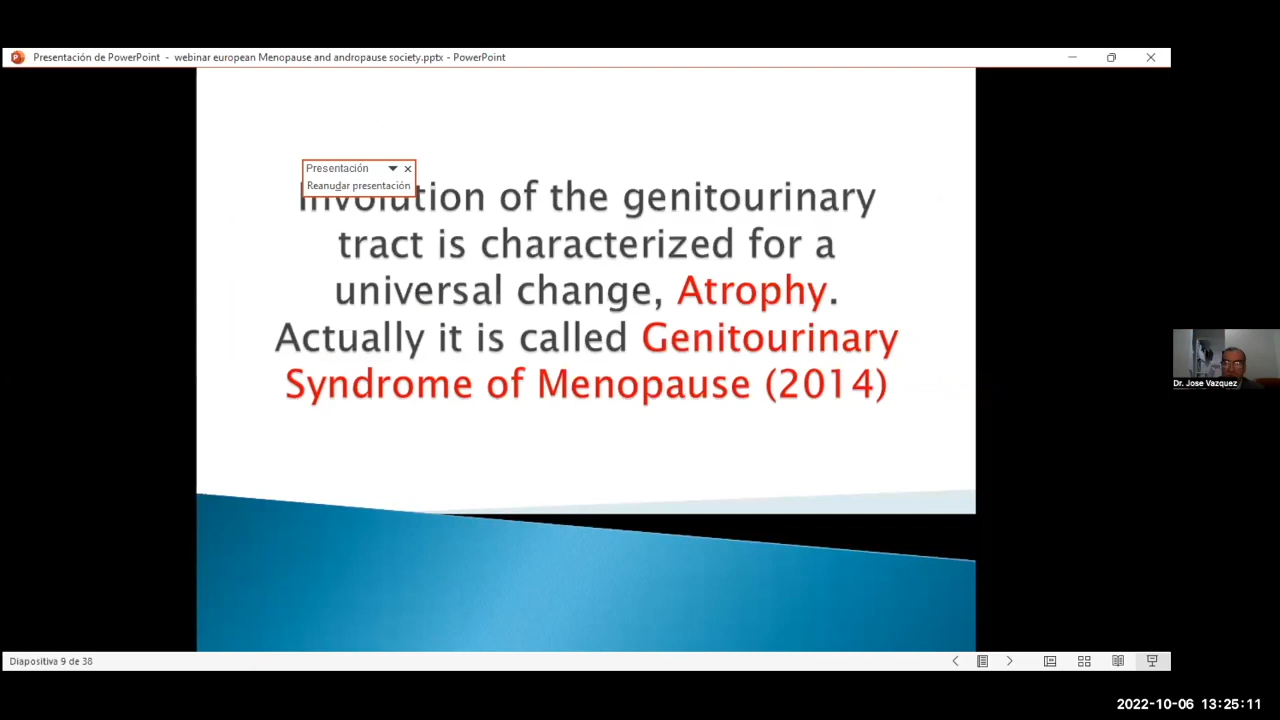 Presentación de PowerPoint - webinar european Menopause and andropause society.pptx - PowerPoint
Presentación
Reanudar presentación
Involution of the genitourinary
tract is characterized for a
universal change, Atrophy.
Actually it is called Genitourinary
Syndrome of Menopause (2014)
Dr. Jose Vazquez
Diapositiva 9 de 38
2022-10-06 13:25:11